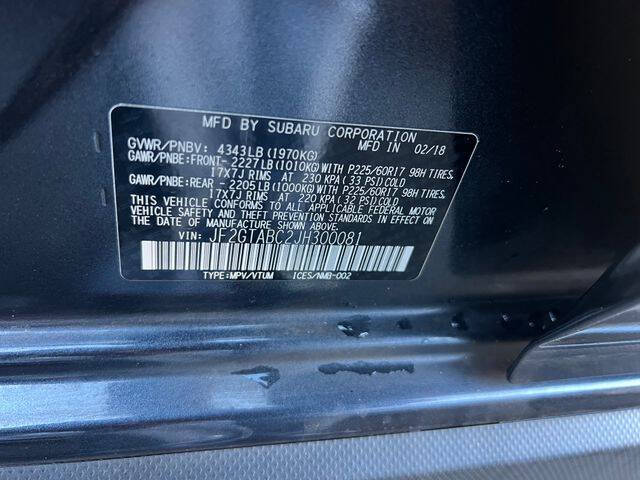 MFD BY SUBARU CORPORATION
GVWR/PNBV: 4343LB(1970KG) MFD IN 02/18
GAWR/PNBE:FRONT- 2227LB(1010KG) WITH P225/60R17 98H TIRES,
17X7J RIMS AT 230 KPA(33 PSI)COLD
GAWR/PNBE:REAR - 2205LB(1000KG)WITH P225/60R17 98H TIRES,
17X7J RIMS AT 220 KPA(32 PSI)COLD.
THIS VEHICLE CONFORMS TO ALL APPLICABLE FEDERAL MOTOR
VEHICLE SAFETY AND THEFT PREVENTION STANDARDS IN EFFECT
ON THE DATE OF MANUFACTURE SHOWN ABOVE.
VIN: JF2GTABC2JH300081
TYPE:MPV/VTUM ICES/NMB-002